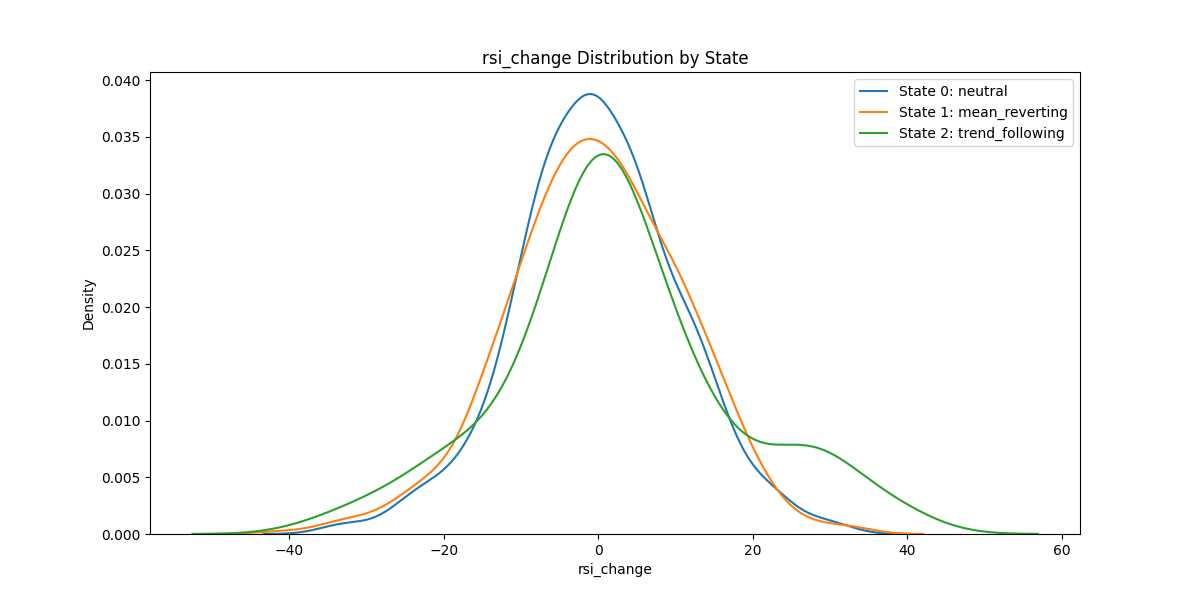 rsi_change Distribution by State
State 0: neutral
State 1: mean_reverting
State 2: trend_following
Density
0.040
0.035
0.030
0.025
0.020
0.015
0.010
0.005
0.000
−40
−20
0
20
40
60
rsi_change